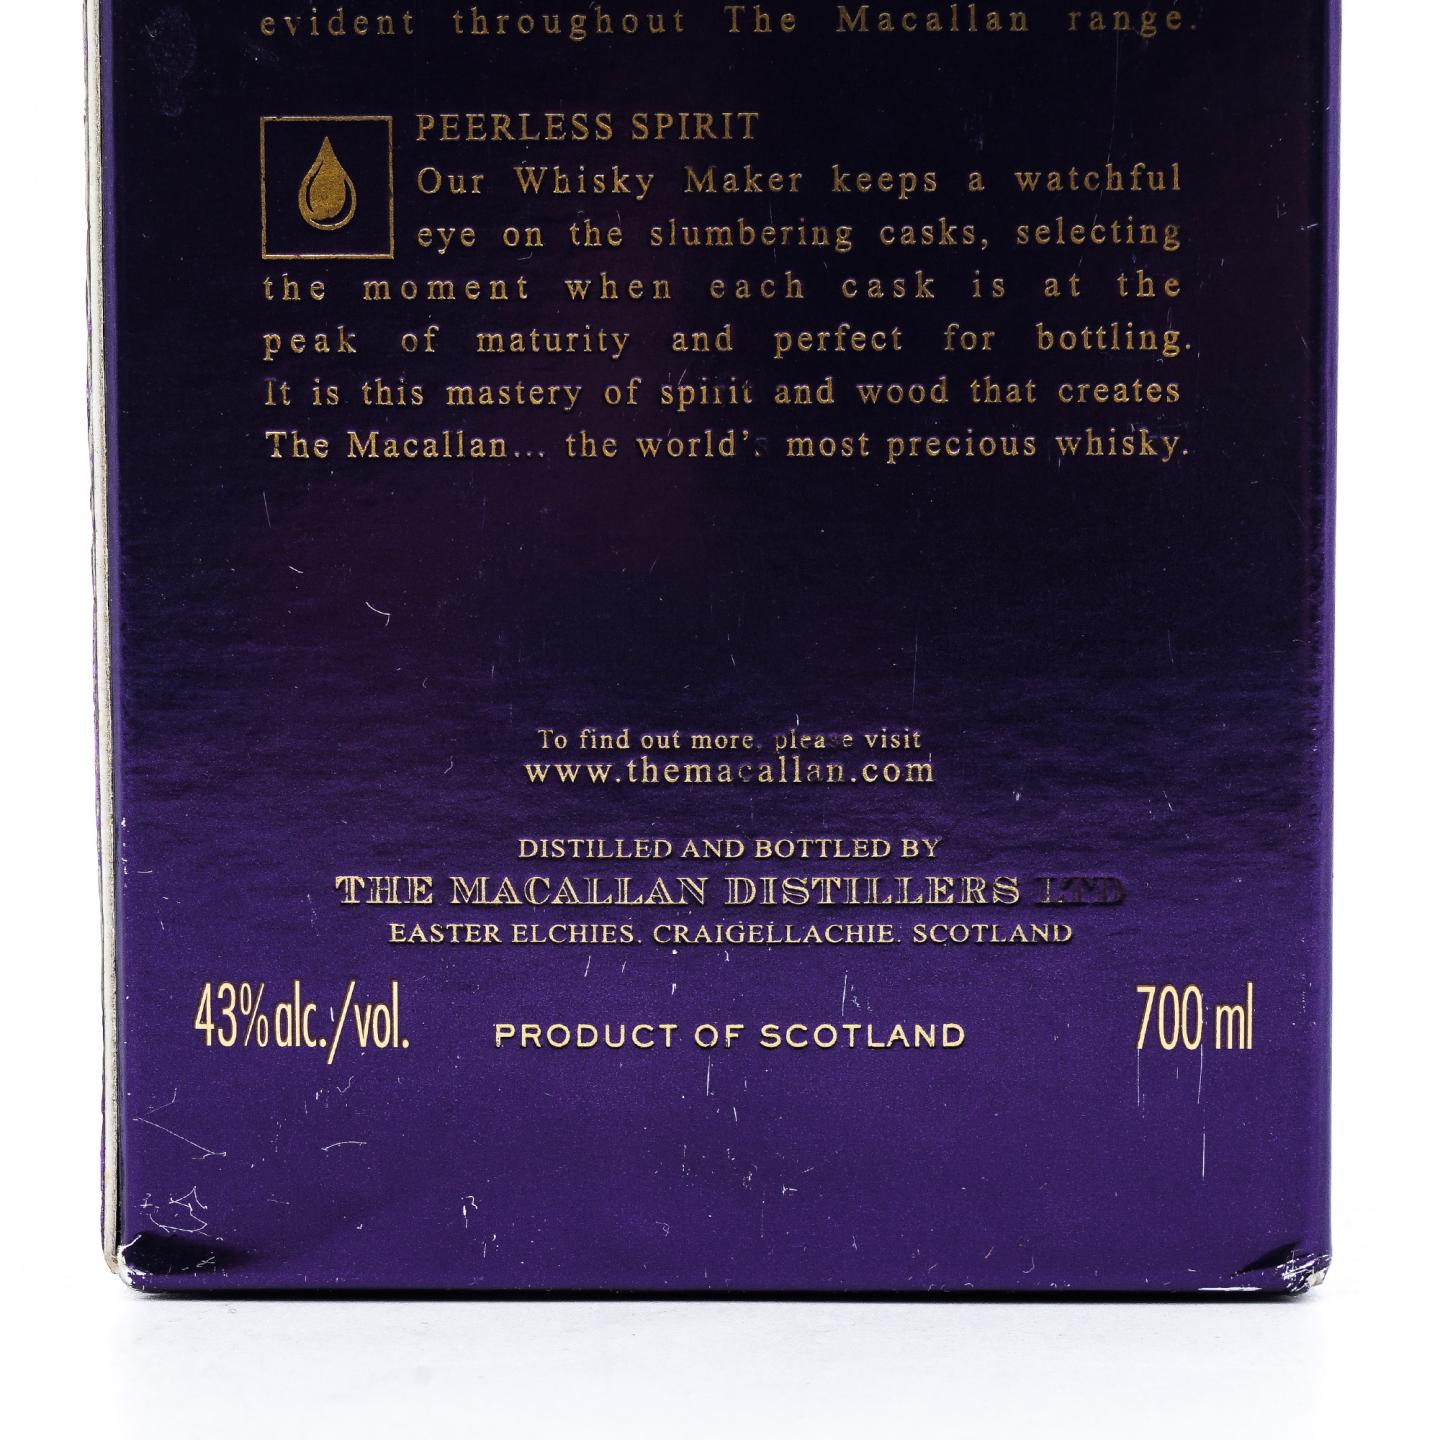 evident throughout The Macallan range.
PEERLESS SPIRIT
Our Whisky Maker keeps a watchful
eye on the slumbering casks, selecting
the moment when each cask is at the
peak of maturity and perfect for bottling.
It is this mastery of spirit and wood that creates
The Macallan... the world's most precious whisky.
To find out more, please visit
www.themacallan.com
DISTILLED AND BOTTLED BY
THE MACALLAN DISTILLERS LTD
EASTER ELCHIES. CRAIGELLACHIE. SCOTLAND
43% alc./vol.
PRODUCT OF SCOTLAND
700 ml